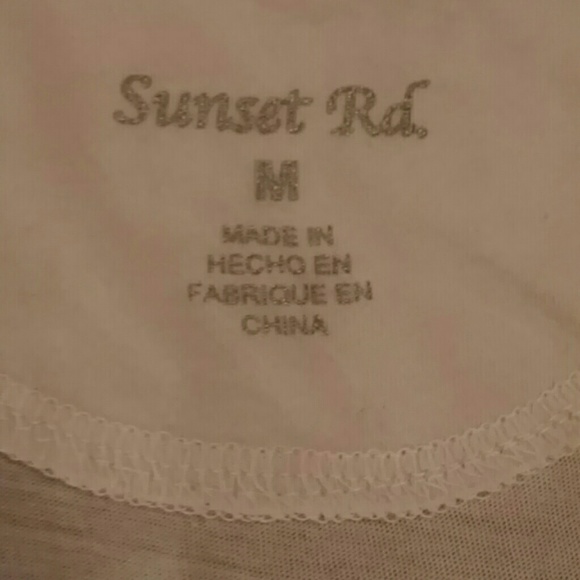 Sunset Rd.
M
MADE IN
HECHO EN
FABRIQUE EN
CHINA